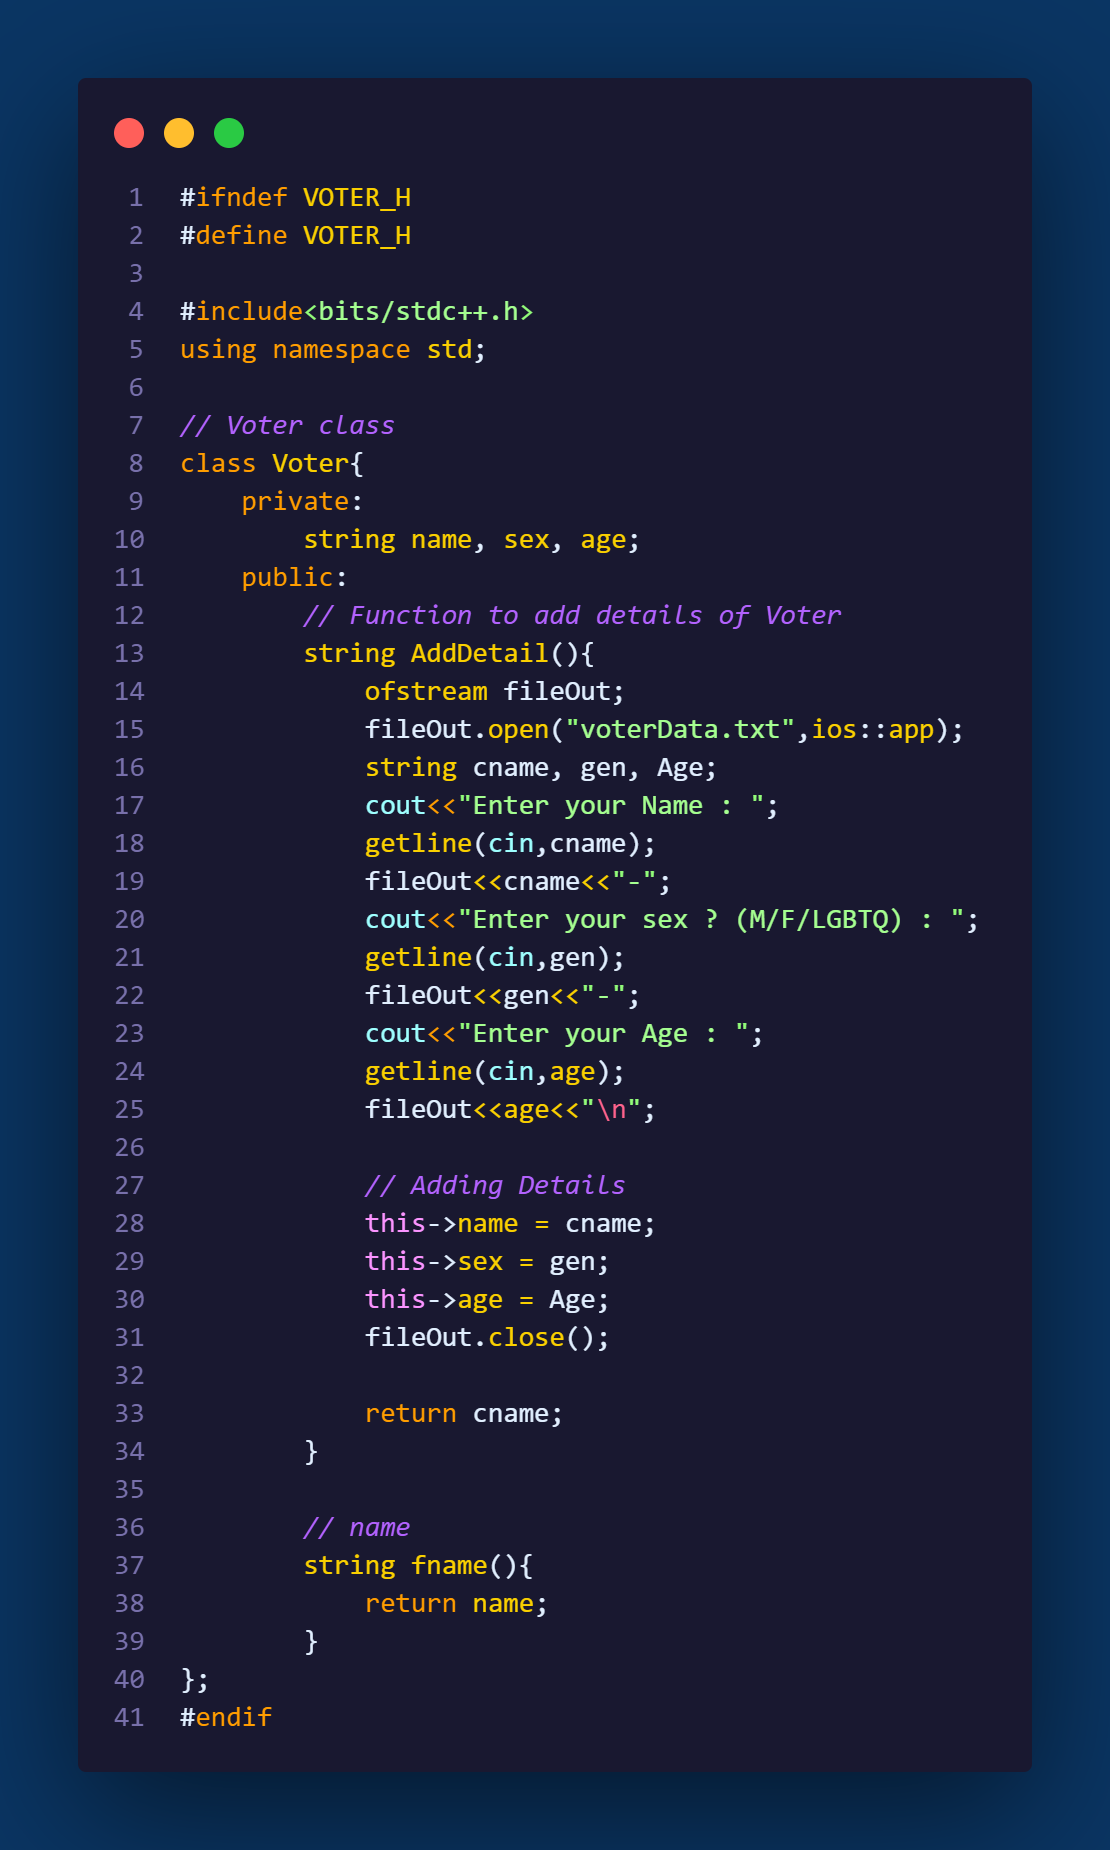 1 #ifndef VOTER_H
2 #define VOTER_H
3
4 #include<bits/stdc++.h>
5 using namespace std;
6
7 // Voter class
8 class Voter{
9     private:
10         string name, sex, age;
11     public:
12         // Function to add details of Voter
13         string AddDetail(){
14             ofstream fileOut;
15             fileOut.open("voterData.txt",ios::app);
16             string cname, gen, Age;
17             cout<<"Enter your Name : ";
18             getline(cin,cname);
19             fileOut<<cname<<"-";
20             cout<<"Enter your sex ? (M/F/LGBTQ) : ";
21             getline(cin,gen);
22             fileOut<<gen<<"-";
23             cout<<"Enter your Age : ";
24             getline(cin,age);
25             fileOut<<age<<"\n";
26
27             // Adding Details
28             this->name = cname;
29             this->sex = gen;
30             this->age = Age;
31             fileOut.close();
32
33             return cname;
34         }
35
36         // name
37         string fname(){
38             return name;
39         }
40 };
41 #endif